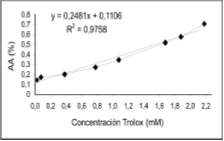 y = 0,2481x + 0,1106
R² = 0,9758
AA (%)
0,8
0,7
0,6
0,5
0,4
0,3
0,2
0,1
0
0,0 0,2 0,4 0,6 0,8 1,0 1,2 1,4 1,6 1,8 2,0 2,2
Concentración Trolox (mM)